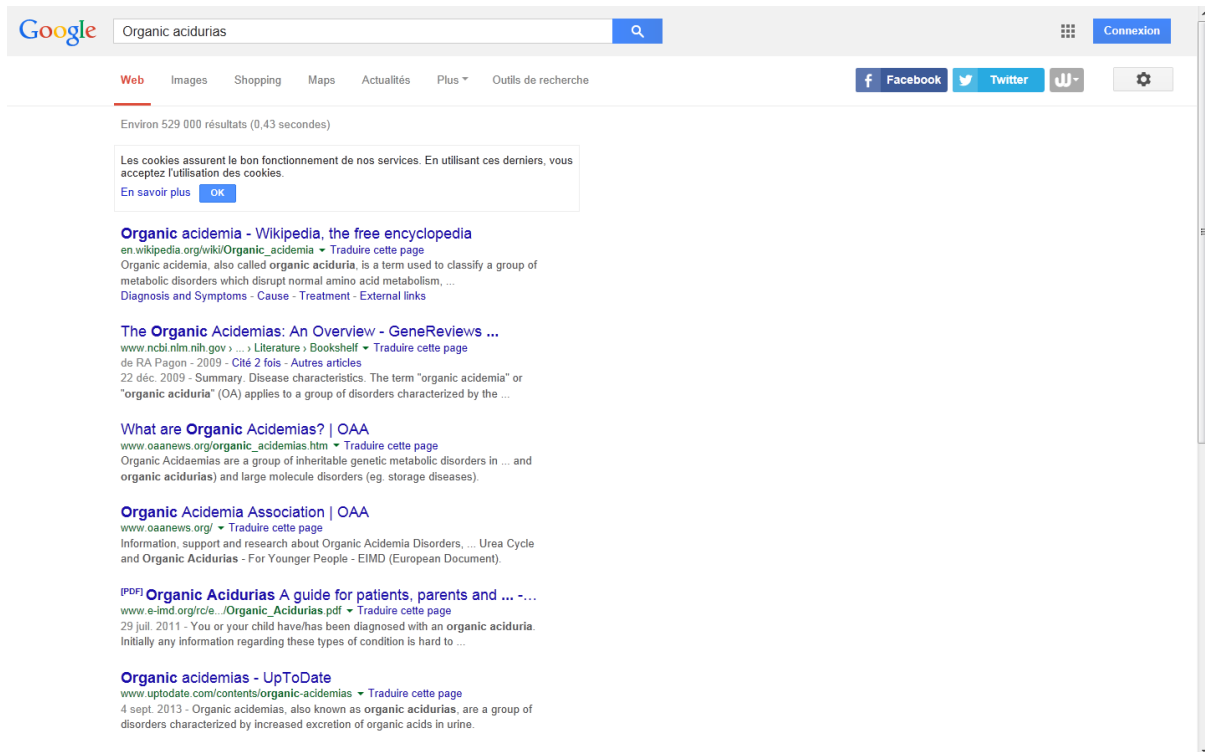 Google
Organic acidurias
Connexion
Web Images Shopping Maps Actualités Plus Outils de recherche
Facebook Twitter
Environ 529 000 résultats (0,43 secondes)
Les cookies assurent le bon fonctionnement de nos services. En utilisant ces derniers, vous
acceptez l'utilisation des cookies.
En savoir plus OK
Organic acidemia - Wikipedia, the free encyclopedia
en.wikipedia.org/wiki/Organic_acidemia Traduire cette page
Organic acidemia, also called organic aciduria, is a term used to classify a group of
metabolic disorders which disrupt normal amino acid metabolism, ...
Diagnosis and Symptoms - Cause - Treatment - External links
The Organic Acidemias: An Overview - GeneReviews ...
www.ncbi.nlm.nih.gov › ... › Literature › Bookshelf Traduire cette page
de RA Pagon - 2009 - Cité 2 fois - Autres articles
22 déc. 2009 - Summary. Disease characteristics. The term "organic acidemia" or
"organic aciduria" (OA) applies to a group of disorders characterized by the ...
What are Organic Acidemias? | OAA
www.oaanews.org/organic_acidemias.htm Traduire cette page
Organic Acidaemias are a group of inheritable genetic metabolic disorders in ... and
organic acidurias) and large molecule disorders (eg. storage diseases).
Organic Acidemia Association | OAA
www.oaanews.org/ Traduire cette page
Information, support and research about Organic Acidemia Disorders, ... Urea Cycle
and Organic Acidurias - For Younger People - EIMD (European Document).
[PDF] Organic Acidurias A guide for patients, parents and ... -...
www.e-imd.org/rc/e.../Organic_Acidurias.pdf Traduire cette page
29 juil. 2011 - You or your child have/has been diagnosed with an organic aciduria.
Initially any information regarding these types of condition is hard to ...
Organic acidemias - UpToDate
www.uptodate.com/contents/organic-acidemias Traduire cette page
4 sept. 2013 - Organic acidemias, also known as organic acidurias, are a group of
disorders characterized by increased excretion of organic acids in urine.